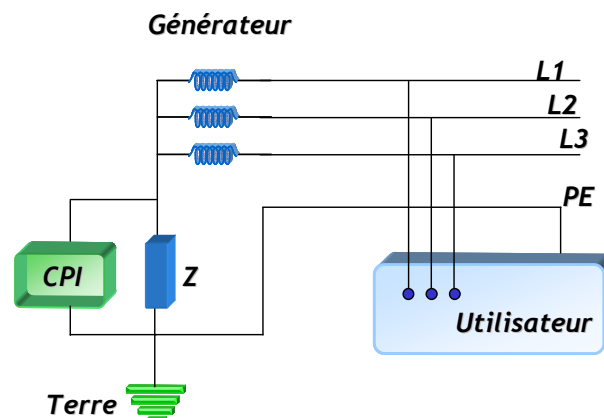 Générateur
L1
L2
L3
PE
CPI
Z
Utilisateur
Terre